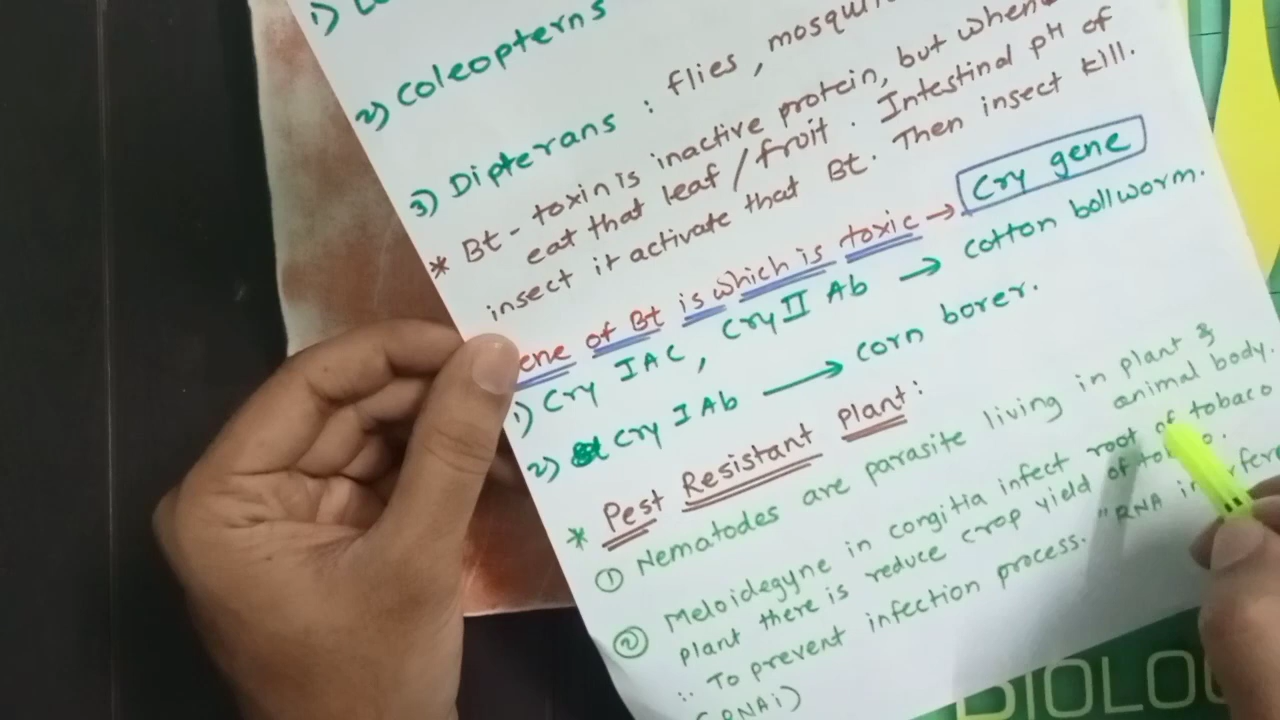 1)
2) Coleopterns
3) Dipterans : flies, mosqui
* Bt - toxin is inactive protein, but when
eat that leaf / fruit . Intestinal pH of
insect it activate that Bt. Then insect kill.
ene of Bt is which is toxic → Cry gene
1) Cry IAC, Cry II Ab → cotton bollworm.
2) Cry I Ab → corn borer.
* Pest Resistant Plant :
① Nematodes are parasite living in plant &
animal body.
② Meloidegyne in congitia infect root of tobaco
plant there is reduce crop yield of
∴ To prevent infection process. "RNA in rfere
(RNAi)
BIOLO